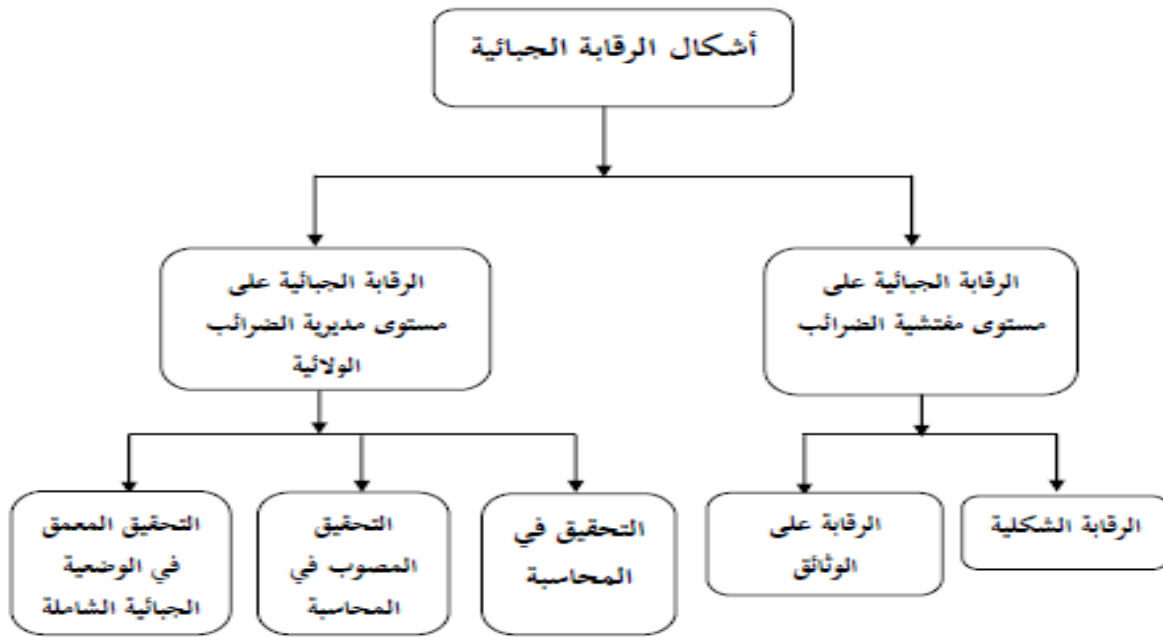 أشكال الرقابة الجبائية
الرقابة الجبائية على
مستوى مفتشية الضرائب
الرقابة الجبائية على
مستوى مديرية الضرائب
الولائية
الرقابة الشكلية
الرقابة على
الوثائق
التحقيق في
المحاسبة
التحقيق
المصوب في
المحاسبة
التحقيق المعمق
في الوضعية
الجبائية الشاملة